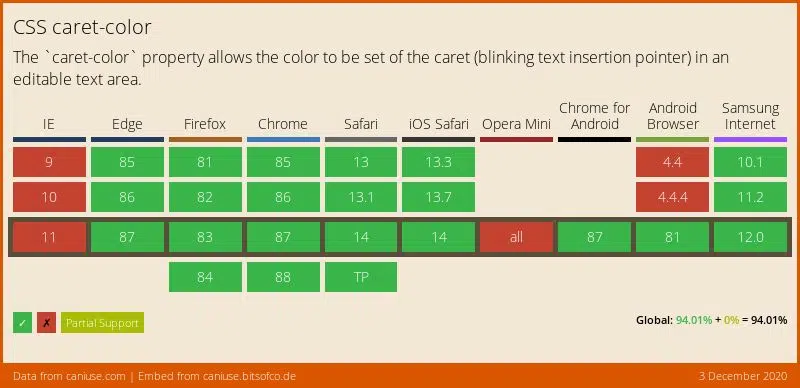 CSS caret-color
The `caret-color` property allows the color to be set of the caret (blinking text insertion pointer) in an
editable text area.
IE Edge Firefox Chrome Safari iOS Safari Opera Mini Chrome for Android Android Browser Samsung Internet
9 85 81 85 13 13.3 4.4 10.1
10 86 82 86 13.1 13.7 4.4.4 11.2
11 87 83 87 14 14 all 87 81 12.0
84 88 TP
✓ ✗ Partial Support
Global: 94.01% + 0% = 94.01%
Data from caniuse.com | Embed from caniuse.bitsofco.de
3 December 2020